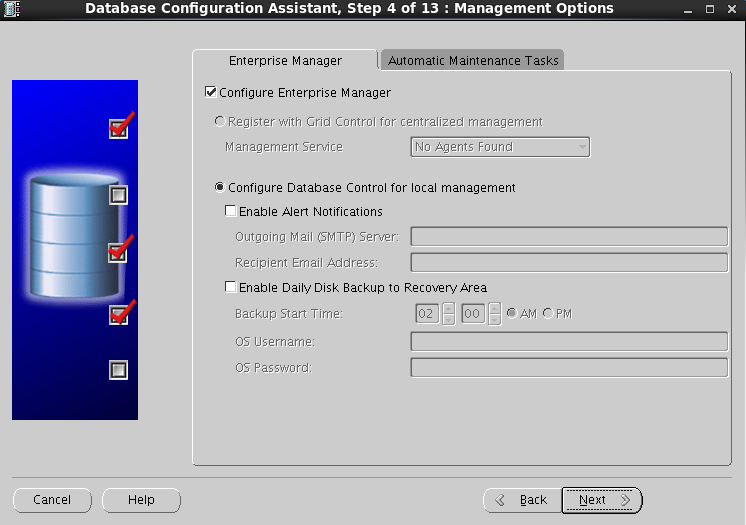 Database Configuration Assistant, Step 4 of 13 : Management Options
Enterprise Manager
Automatic Maintenance Tasks
Configure Enterprise Manager
Register with Grid Control for centralized management
Management Service
No Agents Found
Configure Database Control for local management
Enable Alert Notifications
Outgoing Mail (SMTP) Server:
Recipient Email Address:
Enable Daily Disk Backup to Recovery Area
Backup Start Time:
02
00
AM
PM
OS Username:
OS Password:
Cancel
Help
Back
Next